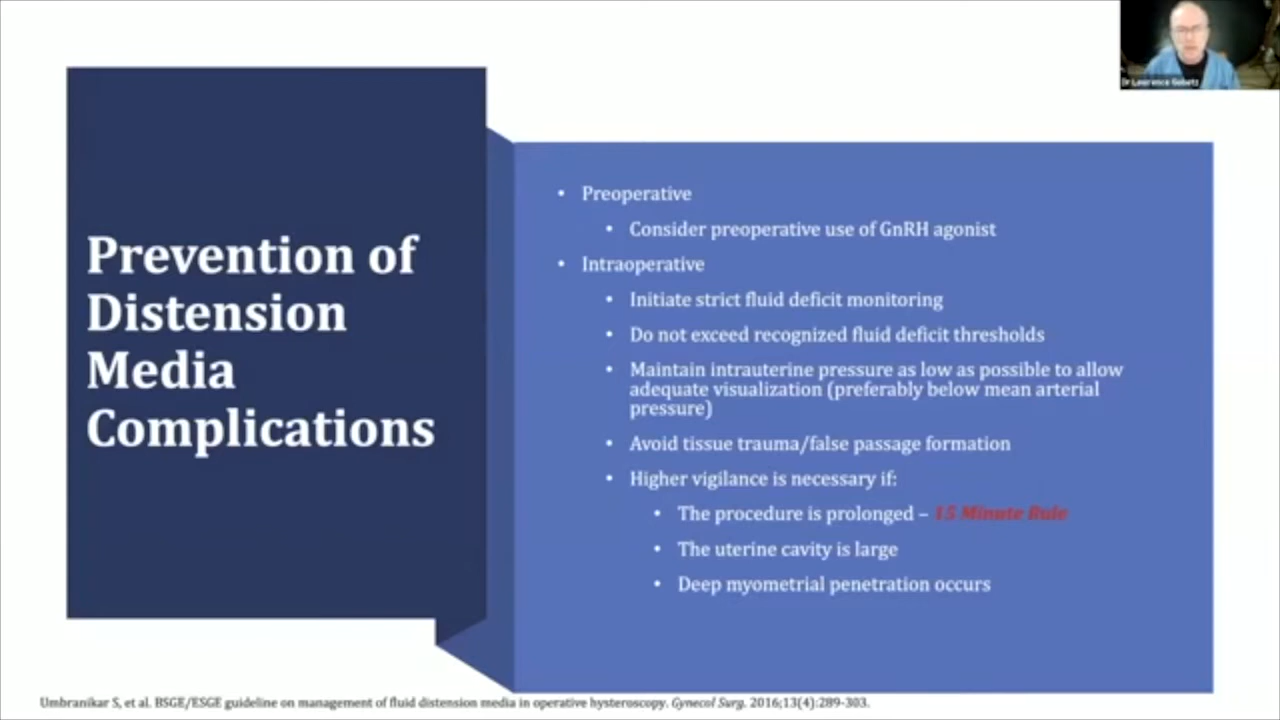 Dr Lawrence Gobetz
Prevention of
Distension
Media
Complications
• Preoperative
• Consider preoperative use of GnRH agonist
• Intraoperative
• Initiate strict fluid deficit monitoring
• Do not exceed recognized fluid deficit thresholds
• Maintain intrauterine pressure as low as possible to allow
adequate visualization (preferably below mean arterial
pressure)
• Avoid tissue trauma/false passage formation
• Higher vigilance is necessary if:
• The procedure is prolonged – 15 Minute Rule
• The uterine cavity is large
• Deep myometrial penetration occurs
Umbranikar S, et al. BSGE/ESGE guideline on management of fluid distension media in operative hysteroscopy. Gynecol Surg. 2016;13(4):289-303.